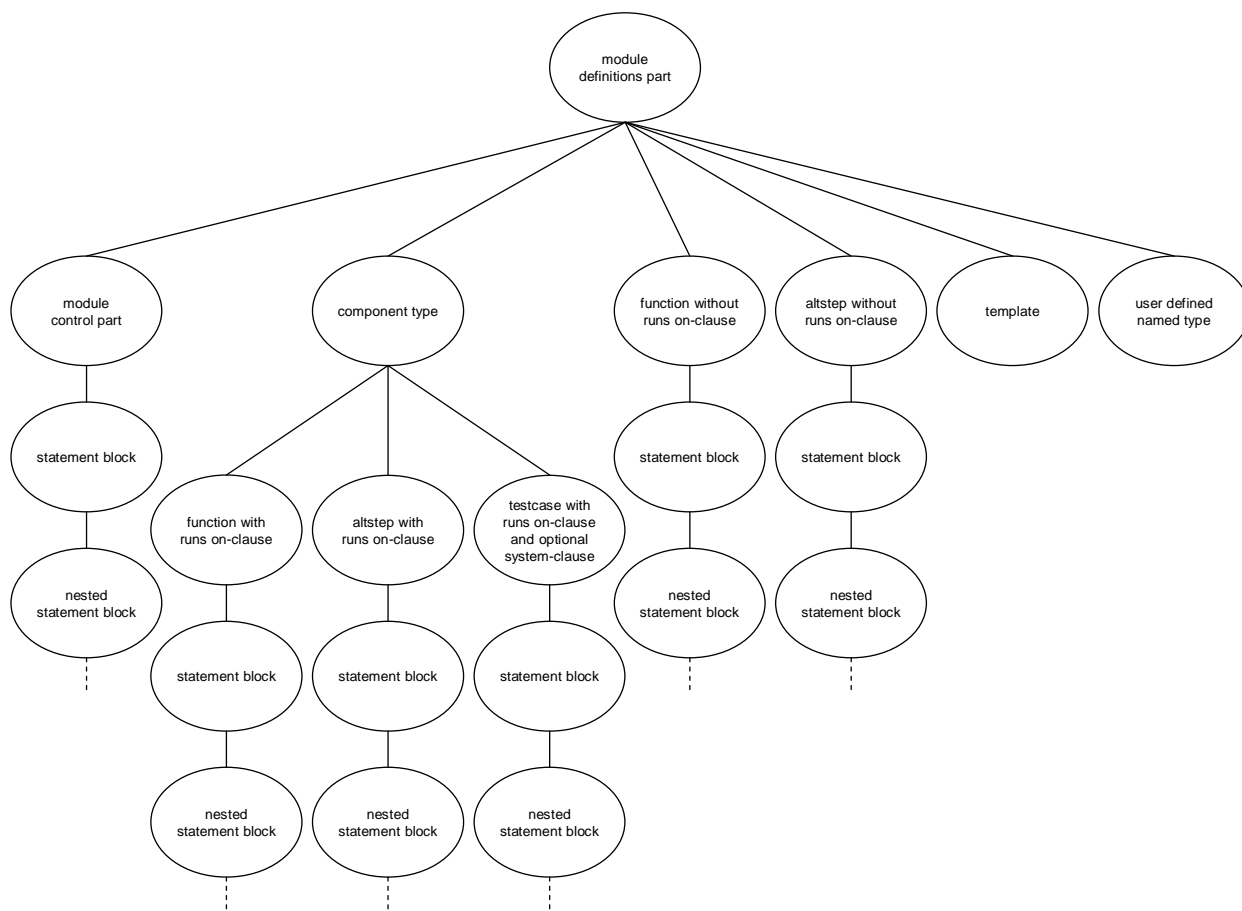 module
definitions part
module
control part
component type
function without
runs on-clause
altstep without
runs on-clause
template
user defined
named type
statement block
statement block
statement block
function with
runs on-clause
altstep with
runs on-clause
testcase with
runs on-clause
and optional
system-clause
nested
statement block
nested
statement block
nested
statement block
statement block
statement block
statement block
nested
statement block
nested
statement block
nested
statement block